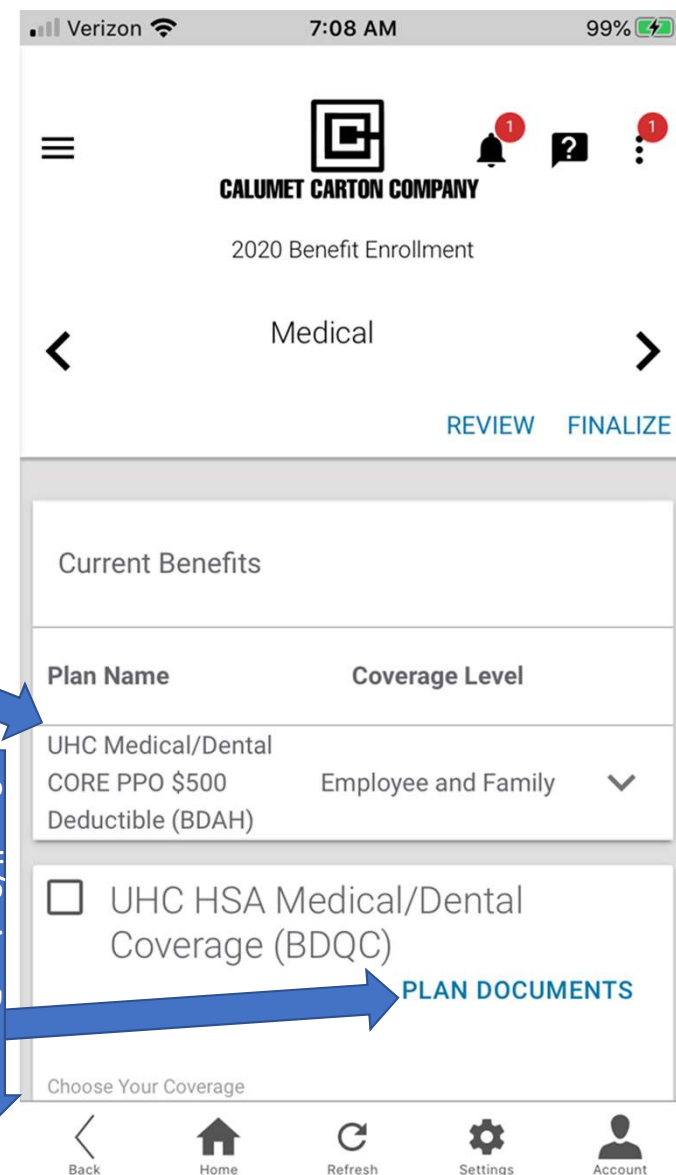 Verizon 7:08 AM 99%
1 ? 1
CALUMET CARTON COMPANY
2020 Benefit Enrollment
Medical
REVIEW FINALIZE
Current Benefits
Plan Name Coverage Level
UHC Medical/Dental
CORE PPO $500
Deductible (BDAH)
Employee and Family
UHC HSA Medical/Dental
Coverage (BDQC)
PLAN DOCUMENTS
Choose Your Coverage
Back Home Refresh Settings Account